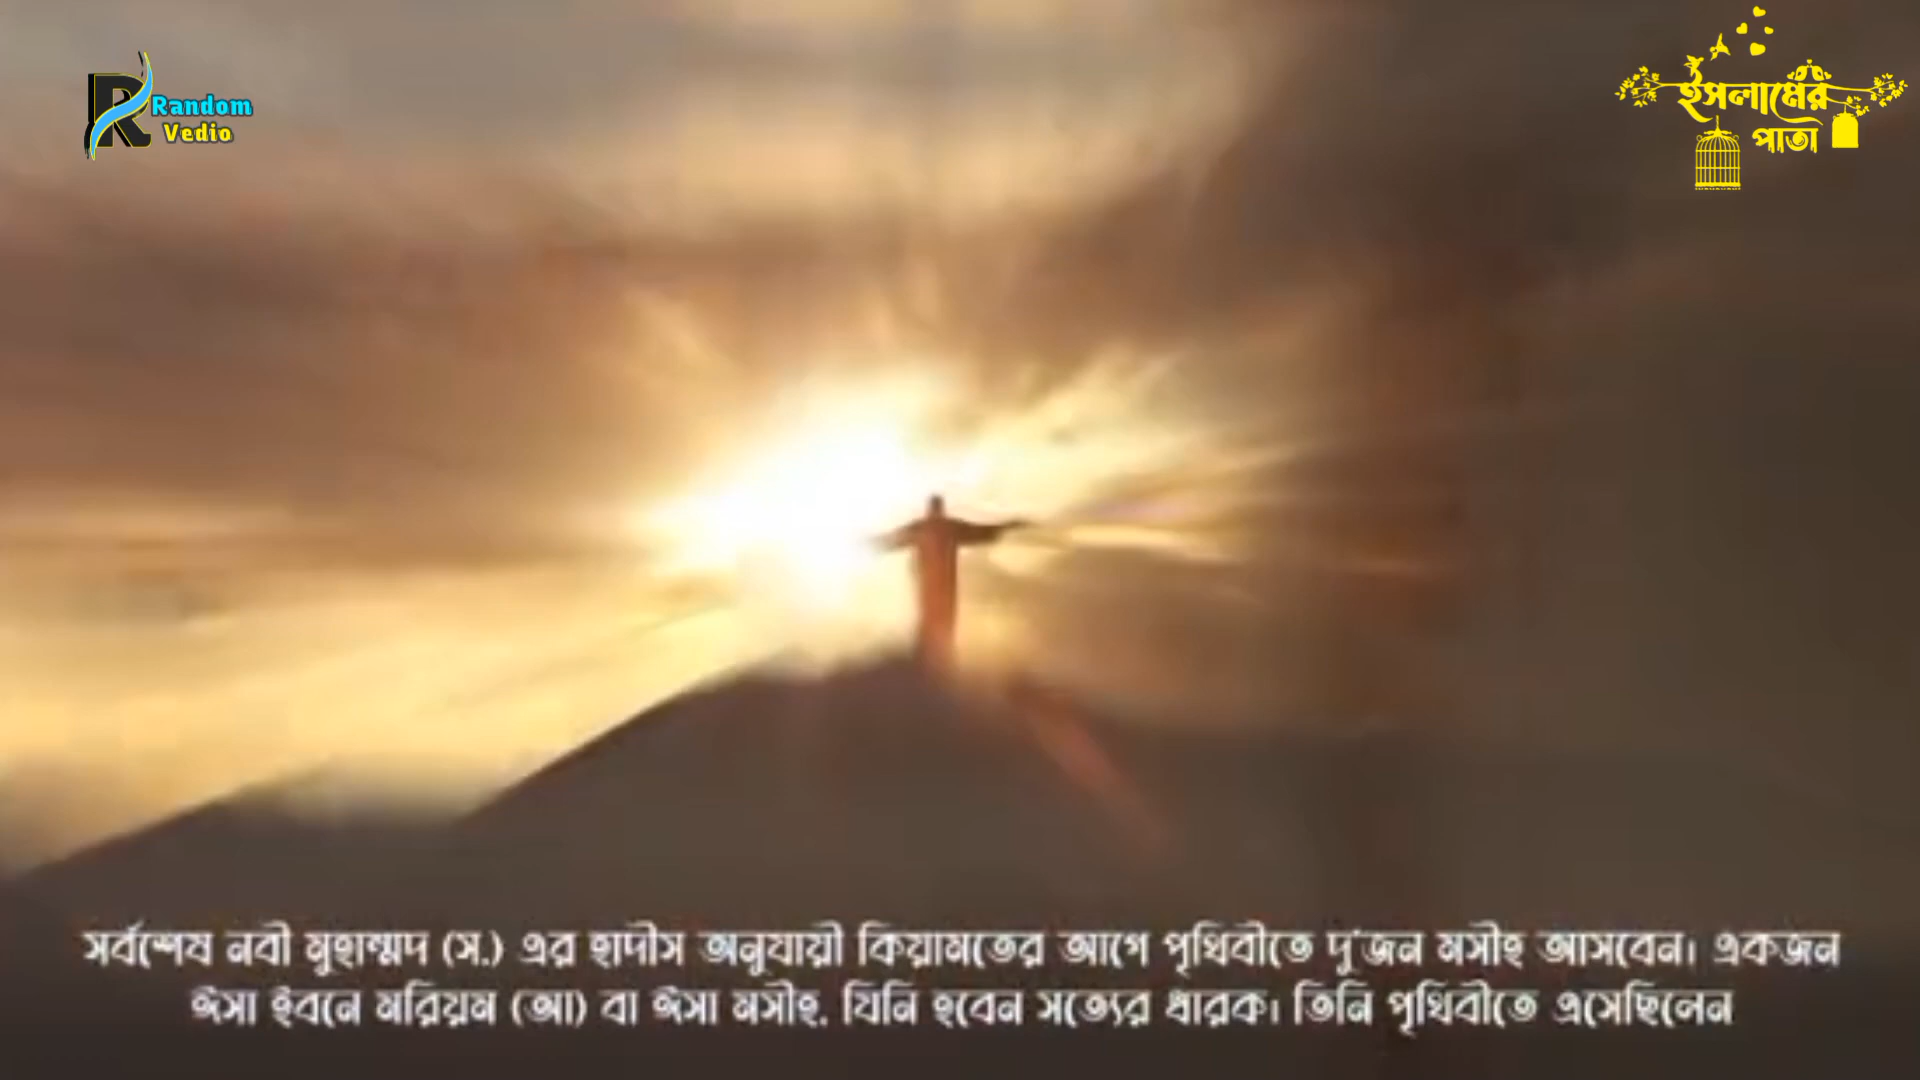 Random
Vedio
ইসলামের
পাতা
সর্বশেষ নবী মুহাম্মদ (স.) এর হাদীস অনুযায়ী কিয়ামতের আগে পৃথিবীতে দু'জন মসীহ আসবেন। একজন
ঈসা ইবনে মরিয়ম (আ) বা ঈসা মসীহ, যিনি হবেন সত্যের ধারক। তিনি পৃথিবীতে এসেছিলেন